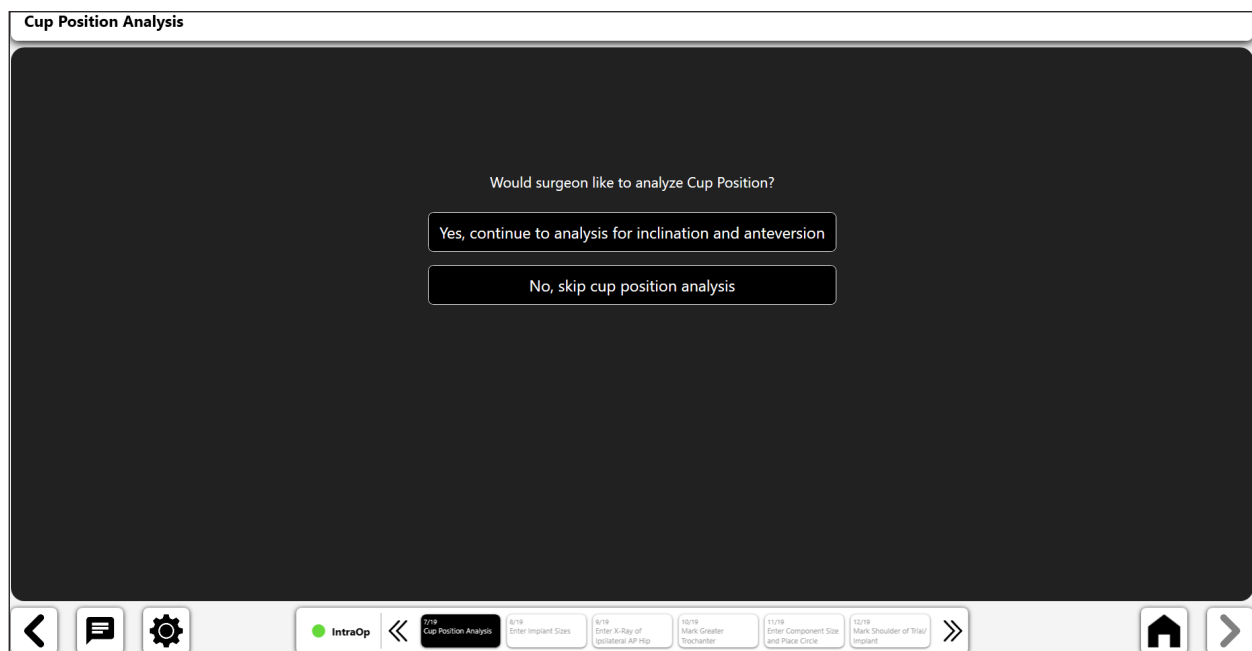 Cup Position Analysis
Would surgeon like to analyze Cup Position?
Yes, continue to analysis for inclination and anteversion
No, skip cup position analysis
IntraOp
7/19
Cup Position Analysis
8/19
Enter Implant Sizes
9/19
Enter X-Ray of
Ipsilateral AP Hip
10/19
Mark Greater
Trochanter
11/19
Enter Component Size
and Place Circle
12/19
Mark Shoulder of Trial/
Implant